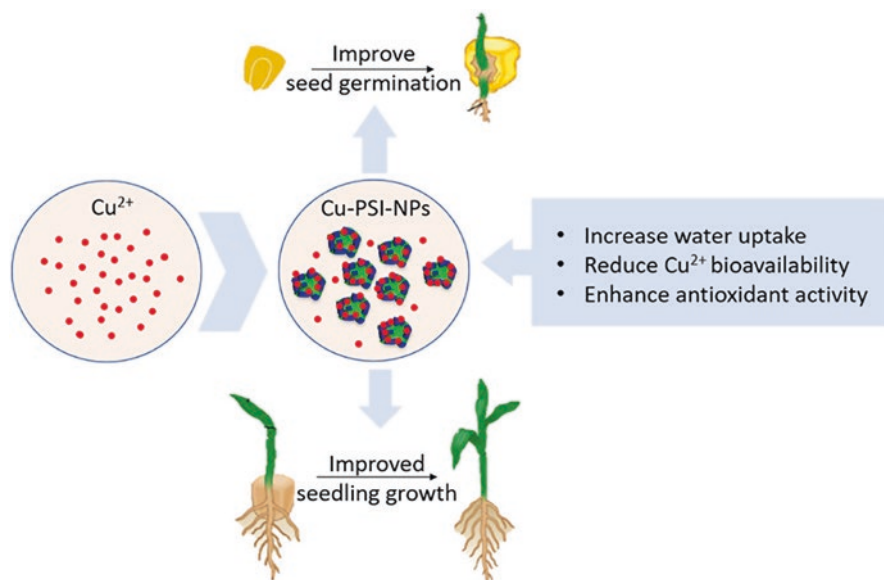 Improve
seed germination
Cu²⁺
Cu-PSI-NPs
• Increase water uptake
• Reduce Cu²⁺ bioavailability
• Enhance antioxidant activity
Improved
seedling growth